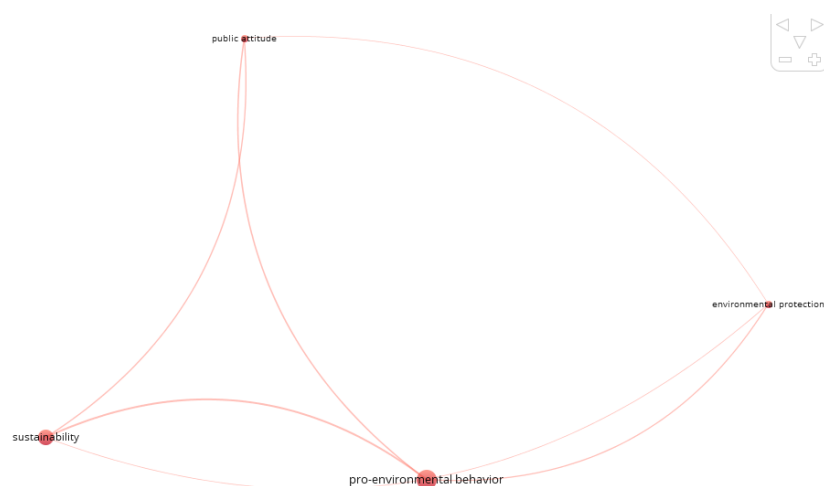 public attitude
environmental protection
sustainability
pro-environmental behavior